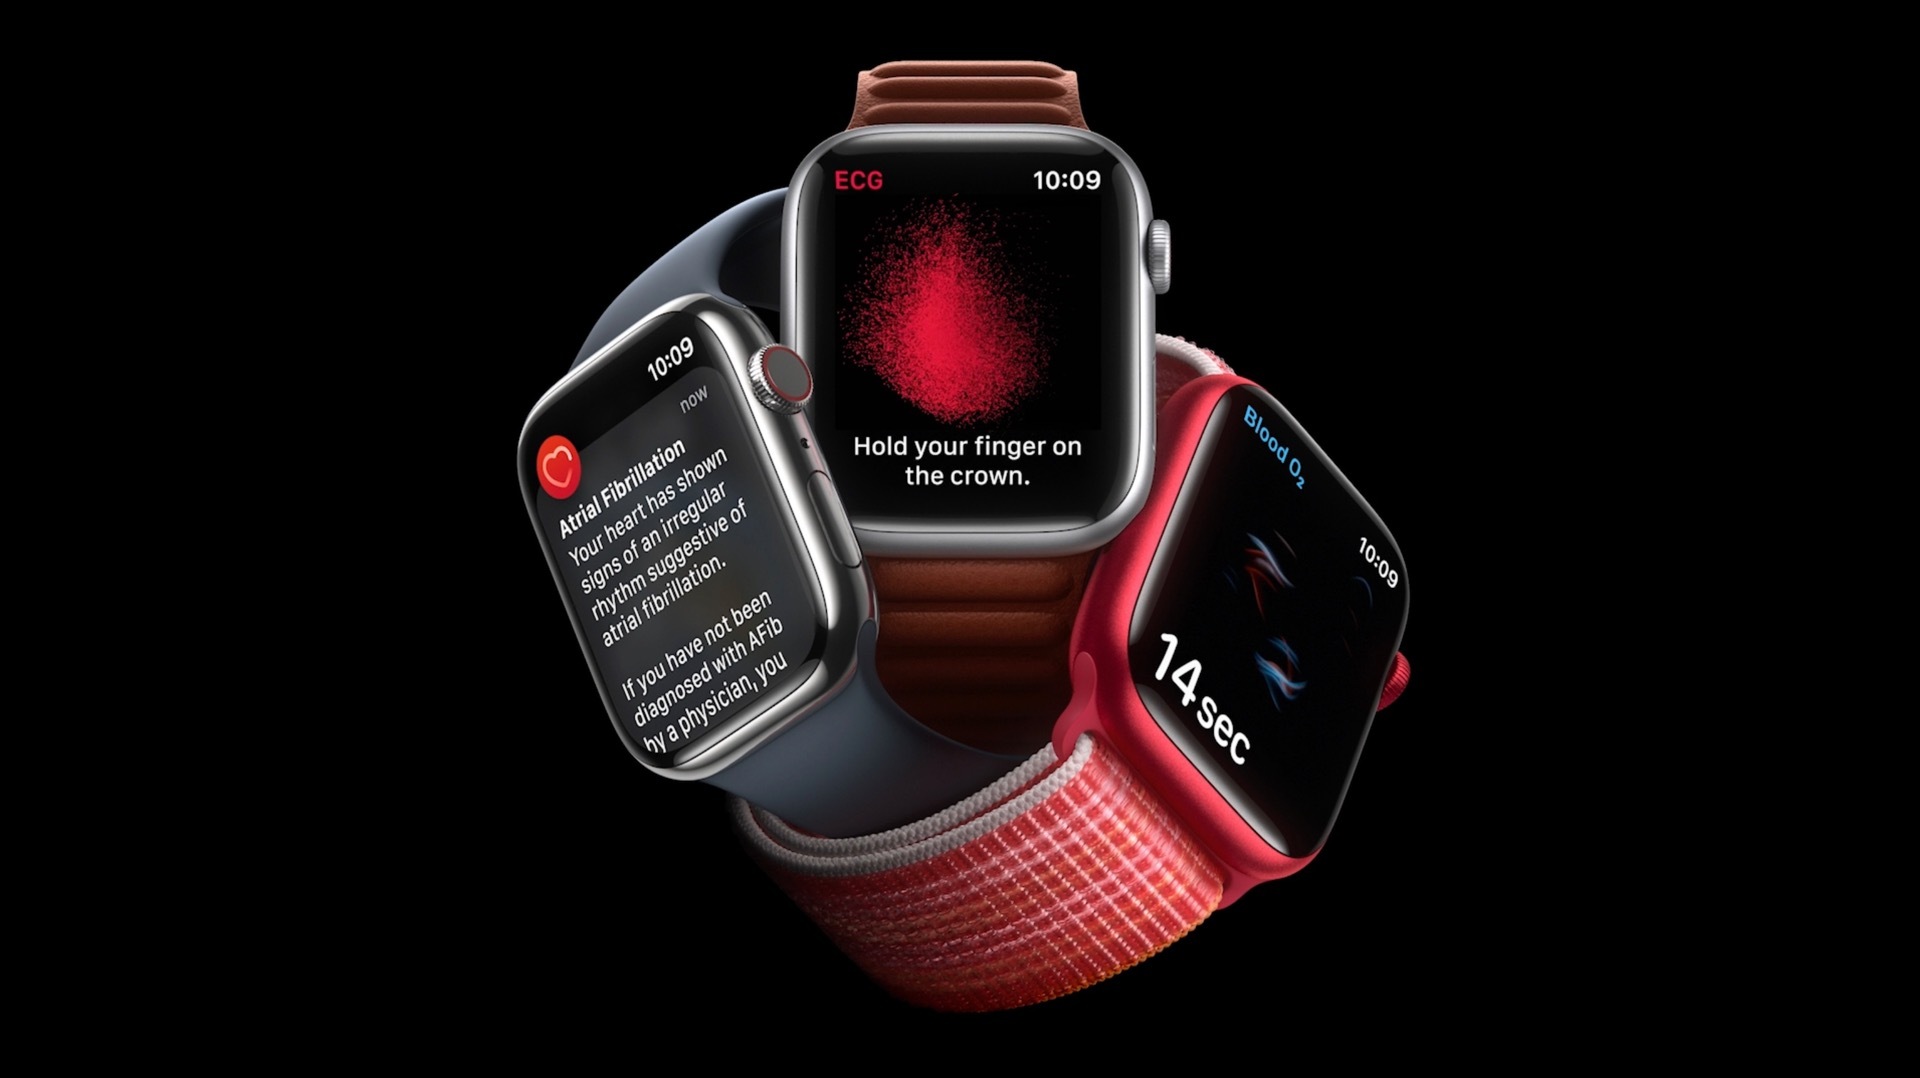 ECG
10:09
Hold your finger on
the crown.
10:09
now
Atrial Fibrillation
Your heart has shown
signs of an irregular
rhythm suggestive of
atrial fibrillation.
If you have not been
diagnosed with AFib
by a physician, you
Blood O₂
10:09
14sec